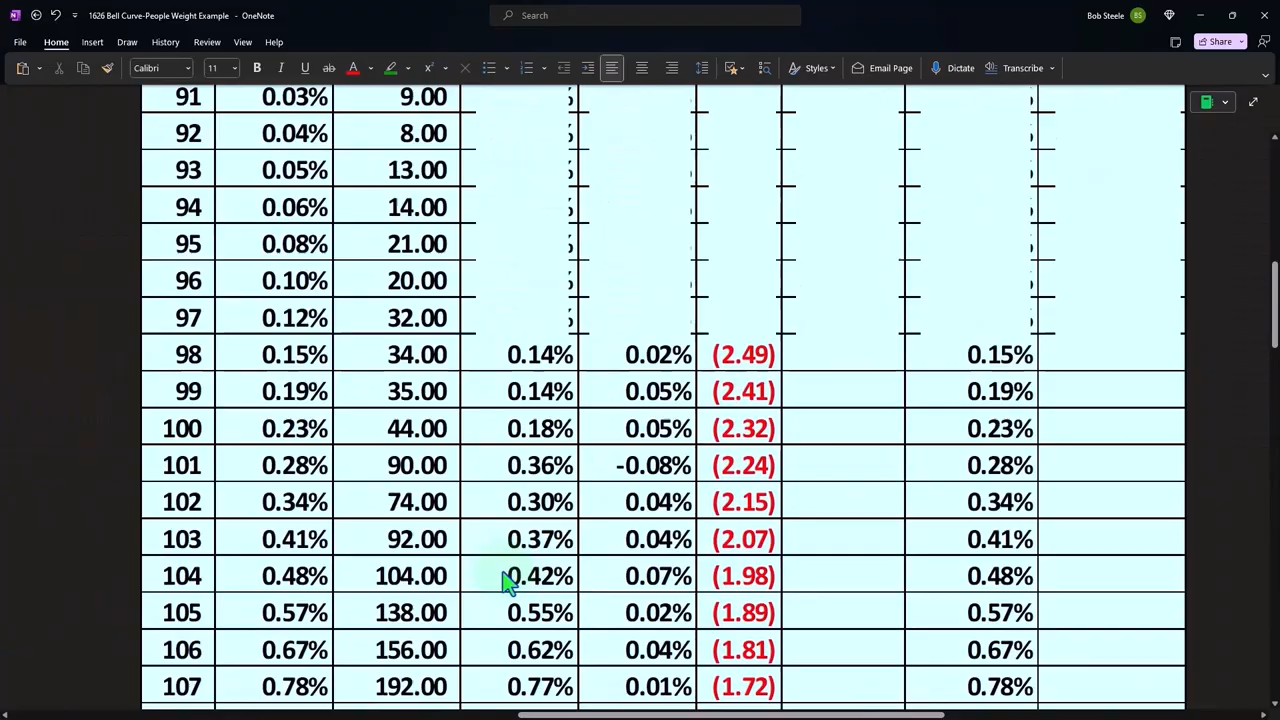 1626 Bell Curve-People Weight Example - OneNote
Search
Bob Steele BS
File Home Insert Draw History Review View Help
Share
Calibri 11 B I U ab A x² Styles Email Page Dictate Transcribe
91 0.03% 9.00
92 0.04% 8.00
93 0.05% 13.00
94 0.06% 14.00
95 0.08% 21.00
96 0.10% 20.00
97 0.12% 32.00
98 0.15% 34.00 0.14% 0.02% (2.49) 0.15%
99 0.19% 35.00 0.14% 0.05% (2.41) 0.19%
100 0.23% 44.00 0.18% 0.05% (2.32) 0.23%
101 0.28% 90.00 0.36% -0.08% (2.24) 0.28%
102 0.34% 74.00 0.30% 0.04% (2.15) 0.34%
103 0.41% 92.00 0.37% 0.04% (2.07) 0.41%
104 0.48% 104.00 0.42% 0.07% (1.98) 0.48%
105 0.57% 138.00 0.55% 0.02% (1.89) 0.57%
106 0.67% 156.00 0.62% 0.04% (1.81) 0.67%
107 0.78% 192.00 0.77% 0.01% (1.72) 0.78%